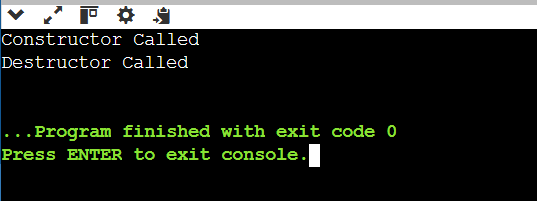 Constructor Called
Destructor Called
...Program finished with exit code 0
Press ENTER to exit console.